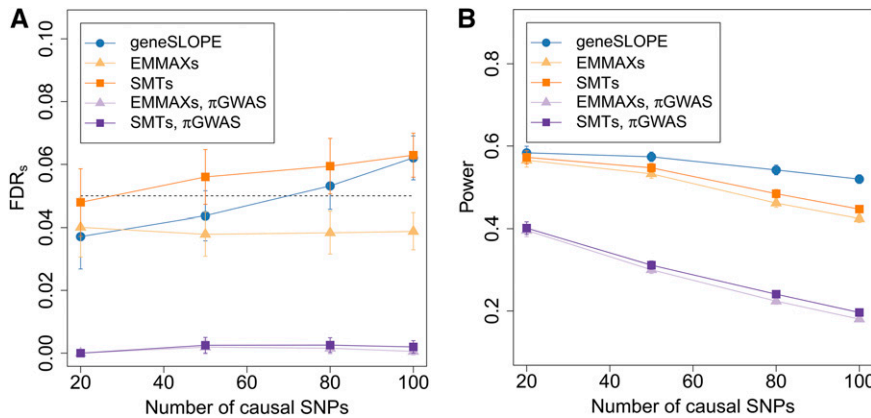 A
geneSLOPE
EMMAXs
SMTs
EMMAXs, πGWAS
SMTs, πGWAS
0.10
0.08
0.06
0.04
0.02
0.00
FDRs
20 40 60 80 100
Number of causal SNPs
B
geneSLOPE
EMMAXs
SMTs
EMMAXs, πGWAS
SMTs, πGWAS
0.8
0.6
0.4
0.2
Power
20 40 60 80 100
Number of causal SNPs